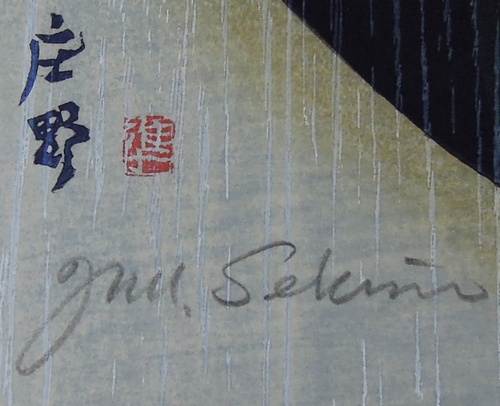 庄野
Jun. Sekino